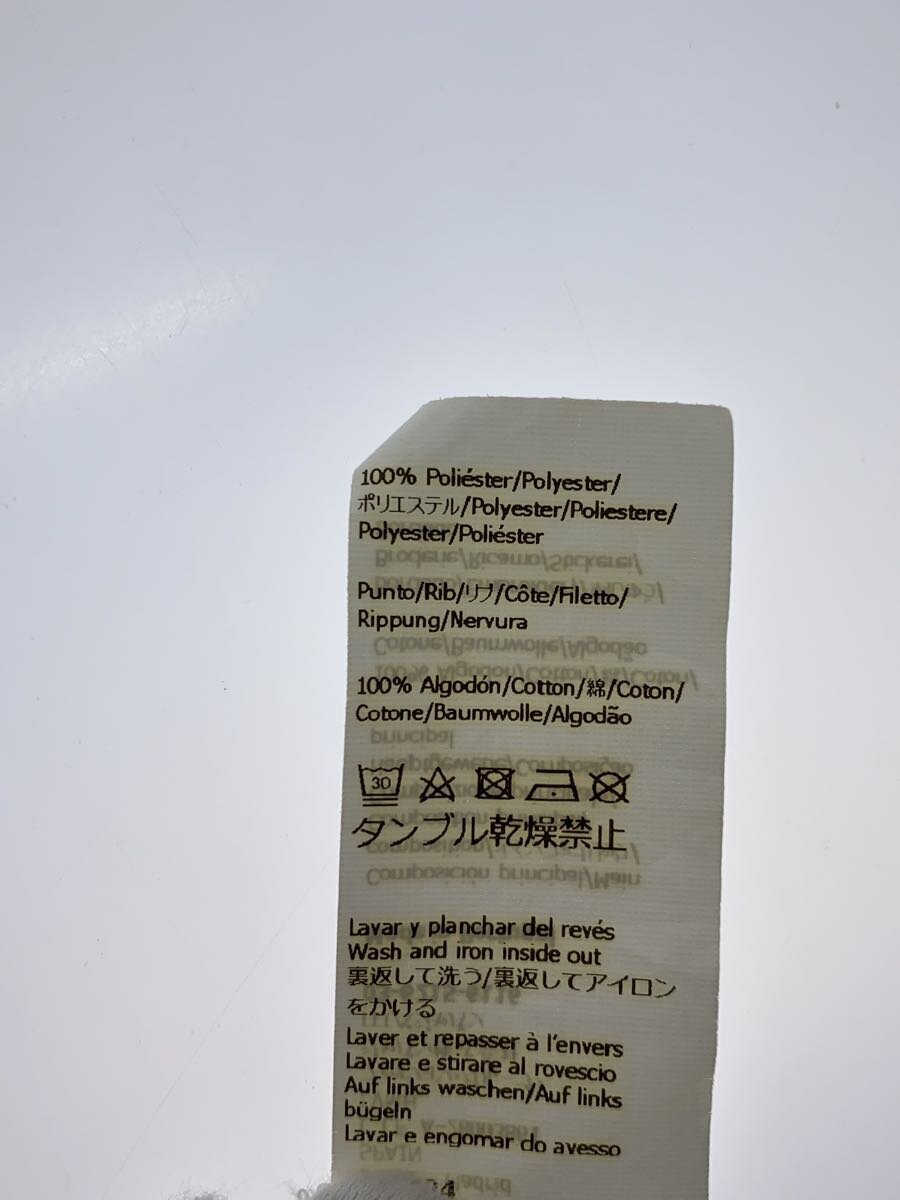 100% Poliéster/Polyester/
ポリエステル/Polyester/Poliestere/
Polyester/Poliéster
Punto/Rib/リブ/Côte/Filetto/
Rippung/Nervura
100% Algodón/Cotton/綿/Coton/
Cotone/Baumwolle/Algodão
30
タンブル乾燥禁止
Lavar y planchar del revés
Wash and iron inside out
裏返して洗う/裏返してアイロン
をかける
Laver et repasser à l'envers
Lavare e stirare al rovescio
Auf links waschen/Auf links
bügeln
Lavar e engomar do avesso